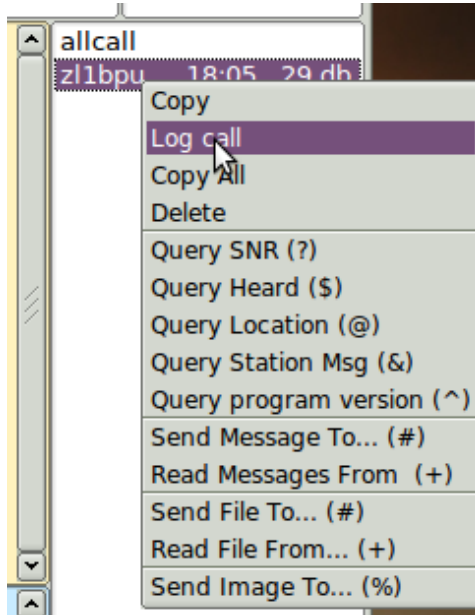 allcall
zl1bpu 18:05 29 db
Copy
Log call
Copy All
Delete
Query SNR (?)
Query Heard ($)
Query Location (@)
Query Station Msg (&)
Query program version (^)
Send Message To... (#)
Read Messages From (+)
Send File To... (#)
Read File From... (+)
Send Image To... (%)